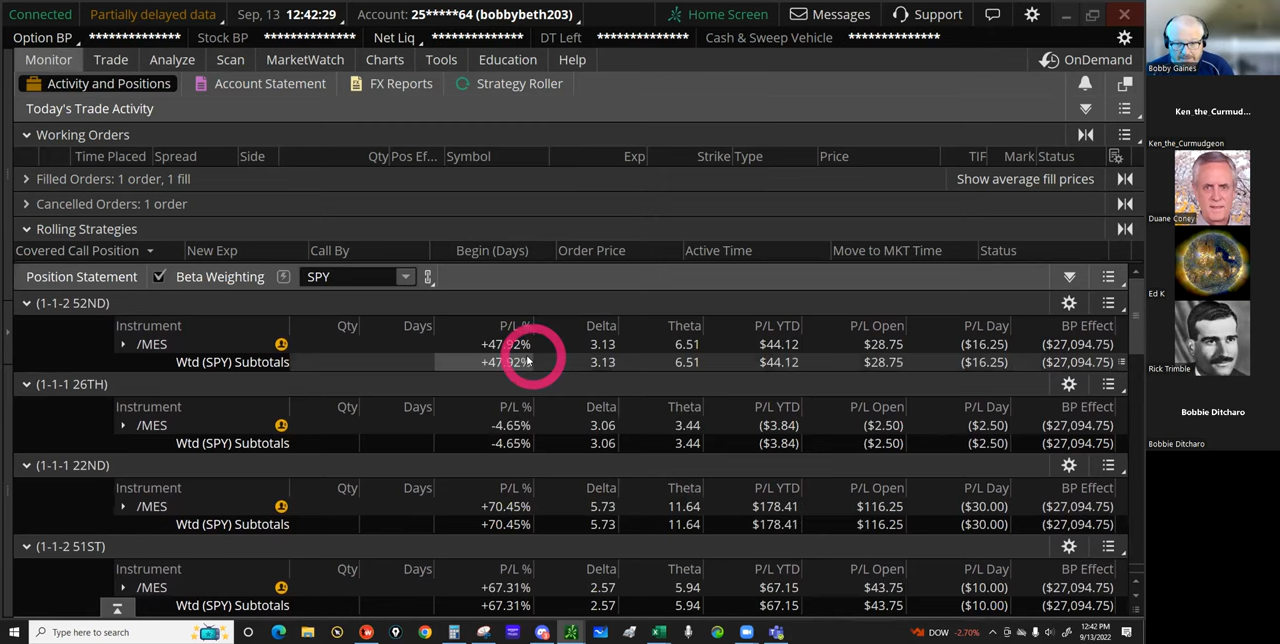 Connected Partially delayed data Sep, 13 12:42:29 Account: 25*****64 (bobbybeth203) Home Screen Messages Support
Option BP ************** Stock BP ************** Net Liq ************** DT Left ************** Cash & Sweep Vehicle **************
Monitor Trade Analyze Scan MarketWatch Charts Tools Education Help OnDemand
Activity and Positions Account Statement FX Reports Strategy Roller
Today's Trade Activity
Working Orders
Time Placed Spread Side Qty Pos Ef... Symbol Exp Strike Type Price TIF Mark Status
Filled Orders: 1 order, 1 fill Show average fill prices
Cancelled Orders: 1 order
Rolling Strategies
Covered Call Position New Exp Call By Begin (Days) Order Price Active Time Move to MKT Time Status
Position Statement Beta Weighting SPY
(1-1-2 52ND)
Instrument Qty Days P/L % Delta Theta P/L YTD P/L Open P/L Day BP Effect
/MES +47.92% 3.13 6.51 $44.12 $28.75 ($16.25) ($27,094.75)
Wtd (SPY) Subtotals +47.92% 3.13 6.51 $44.12 $28.75 ($16.25) ($27,094.75)
(1-1-2 26TH)
Instrument Qty Days P/L % Delta Theta P/L YTD P/L Open P/L Day BP Effect
/MES -4.65% 3.06 3.44 ($3.84) ($2.50) ($2.50) ($27,094.75)
Wtd (SPY) Subtotals -4.65% 3.06 3.44 ($3.84) ($2.50) ($2.50) ($27,094.75)
(1-1-1 22ND)
Instrument Qty Days P/L % Delta Theta P/L YTD P/L Open P/L Day BP Effect
/MES +70.45% 5.73 11.64 $178.41 $116.25 ($30.00) ($27,094.75)
Wtd (SPY) Subtotals +70.45% 5.73 11.64 $178.41 $116.25 ($30.00) ($27,094.75)
(1-1-2 51ST)
Instrument Qty Days P/L % Delta Theta P/L YTD P/L Open P/L Day BP Effect
/MES +67.31% 2.57 5.94 $67.15 $43.75 ($10.00) ($27,094.75)
Wtd (SPY) Subtotals +67.31% 2.57 5.94 $67.15 $43.75 ($10.00) ($27,094.75)
Type here to search DOW -2.70% 12:42 PM
9/13/2022
Bobby Gaines
Ken_the_Curmud...
Ken_the_Curmudgeon
Duane Coney
Ed K
Rick Trimble
Bobbie Ditcharo
Bobbie Ditcharo